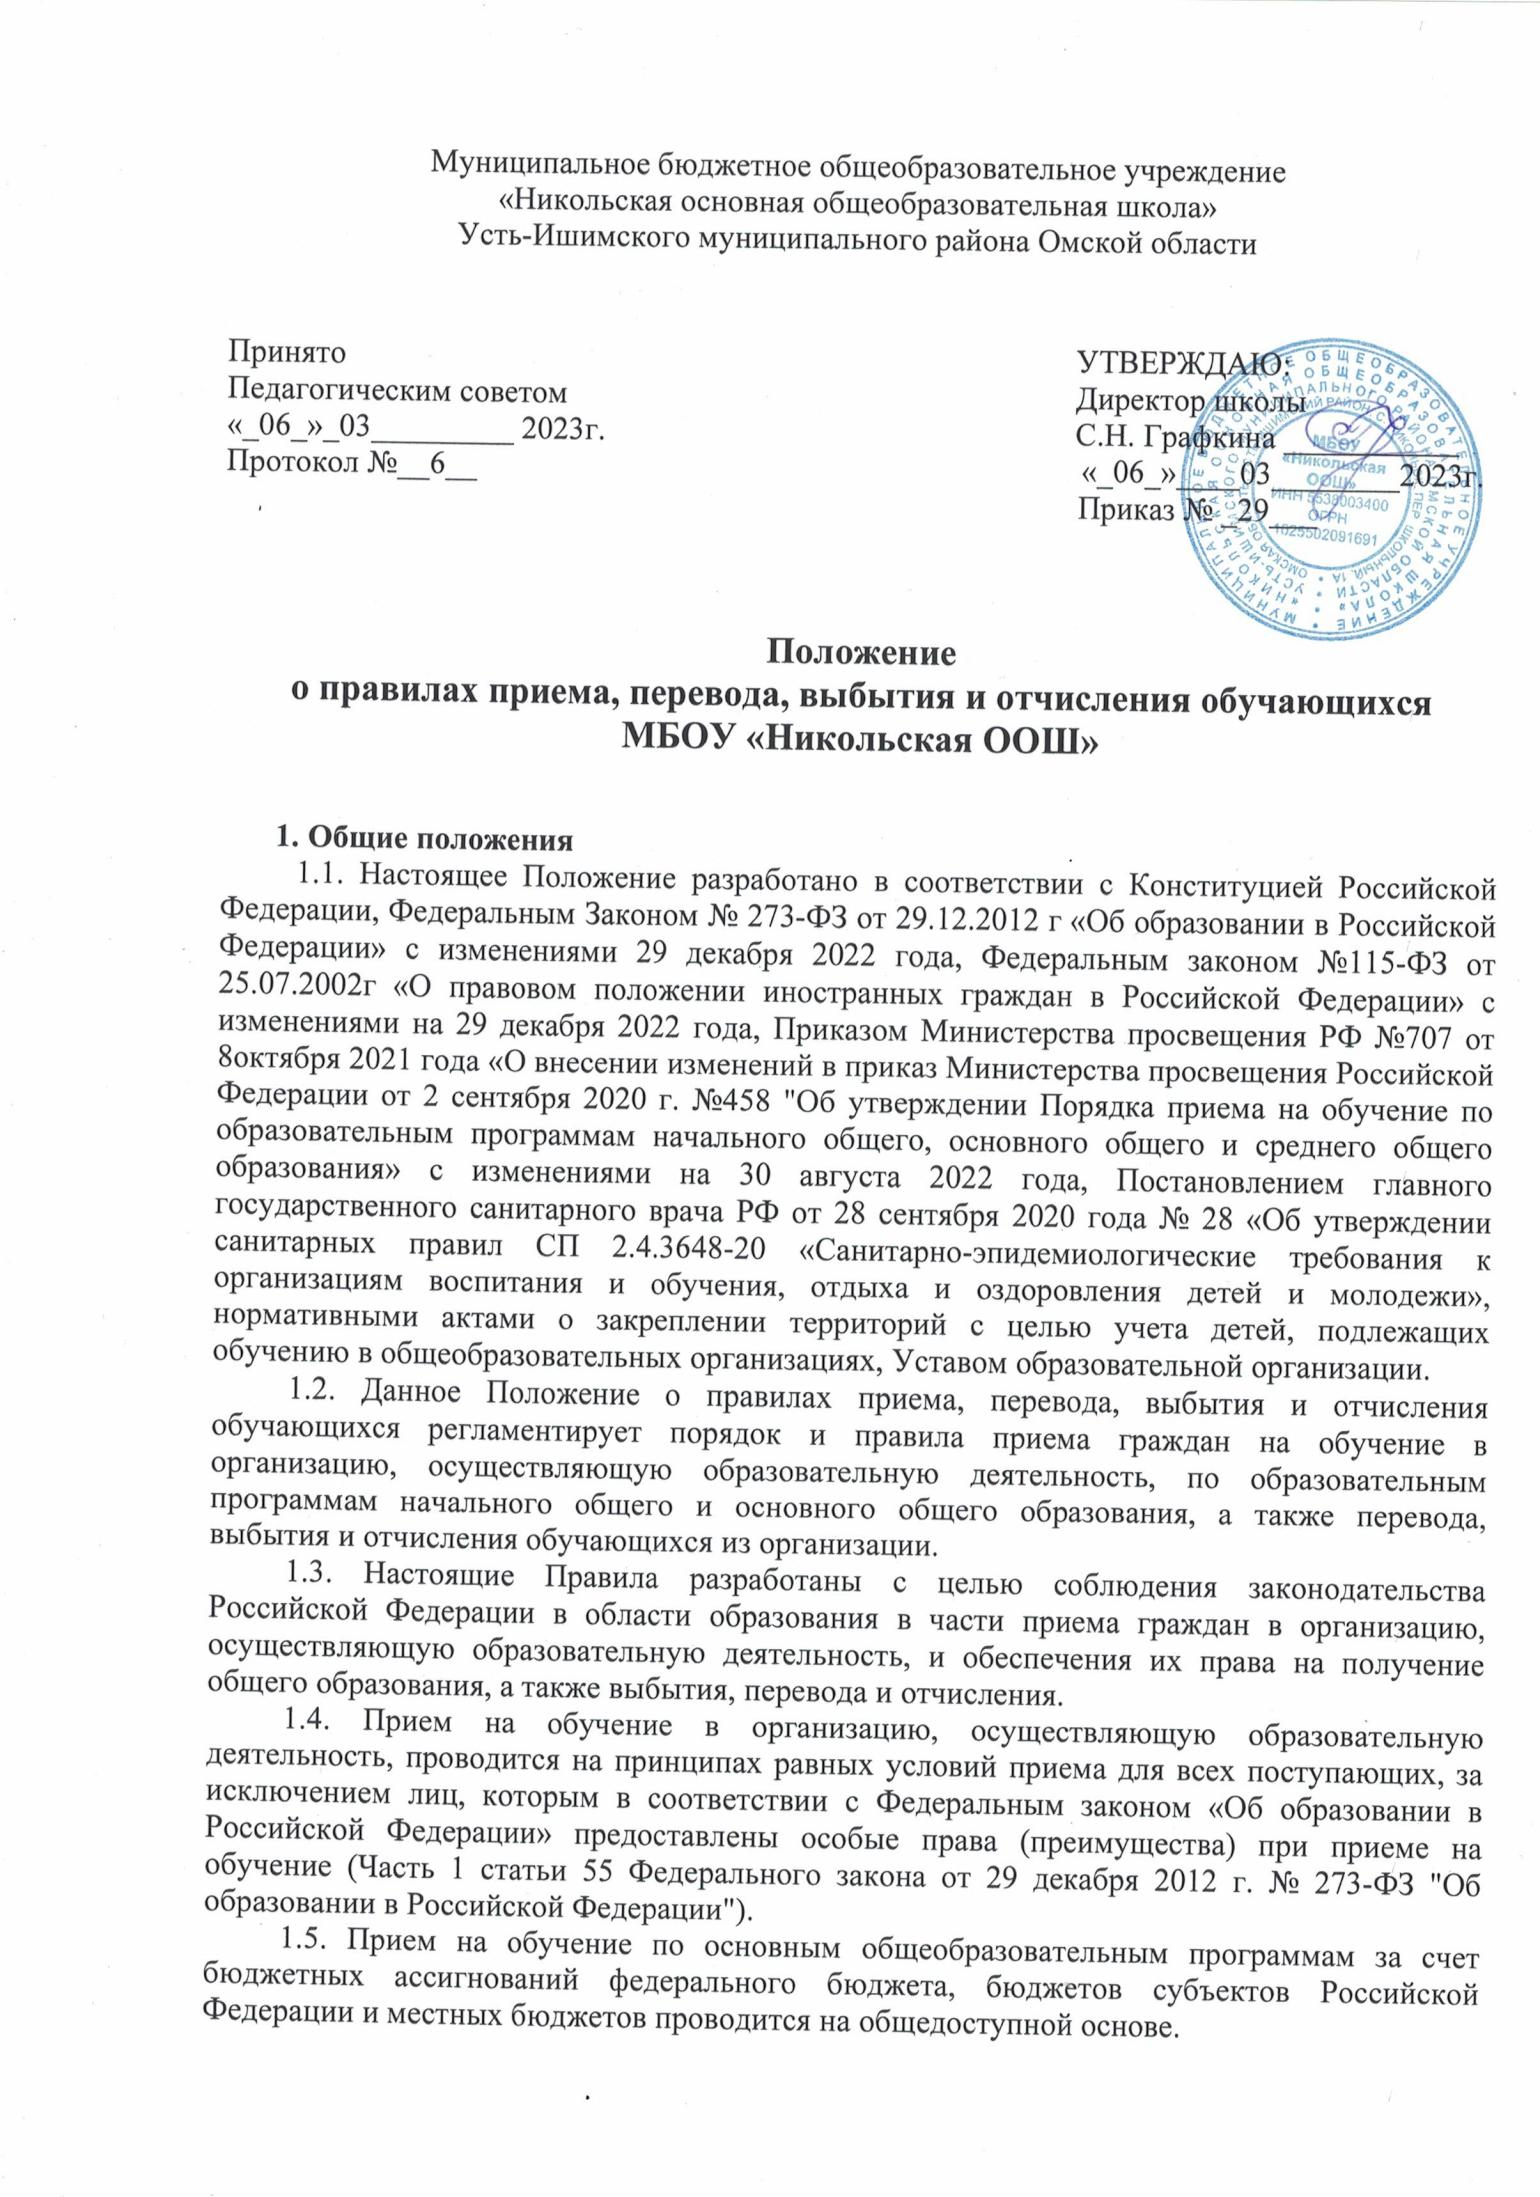 Муниципальное бюджетное общеобразовательное учреждение
«Никольская основная общеобразовательная школа»
Усть-Ишимского муниципального района Омской области
Принято
Педагогическим советом
«_06_»_03_________ 2023г.
Протокол №__6__
УТВЕРЖДАЮ:
Директор школы
С.Н. Графкина ___________
«_06_»____03________2023г.
Приказ № _29___
МБОУ
«Никольская
ООШ»
ИНН 5538003400
ОГРН
1025502091691
Положение
о правилах приема, перевода, выбытия и отчисления обучающихся
МБОУ «Никольская ООШ»
1. Общие положения
1.1. Настоящее Положение разработано в соответствии с Конституцией Российской
Федерации, Федеральным Законом № 273-ФЗ от 29.12.2012 г «Об образовании в Российской
Федерации» с изменениями 29 декабря 2022 года, Федеральным законом №115-ФЗ от
25.07.2002г «О правовом положении иностранных граждан в Российской Федерации» с
изменениями на 29 декабря 2022 года, Приказом Министерства просвещения РФ №707 от
8октября 2021 года «О внесении изменений в приказ Министерства просвещения Российской
Федерации от 2 сентября 2020 г. №458 "Об утверждении Порядка приема на обучение по
образовательным программам начального общего, основного общего и среднего общего
образования» с изменениями на 30 августа 2022 года, Постановлением главного
государственного санитарного врача РФ от 28 сентября 2020 года № 28 «Об утверждении
санитарных правил СП 2.4.3648-20 «Санитарно-эпидемиологические требования к
организациям воспитания и обучения, отдыха и оздоровления детей и молодежи»,
нормативными актами о закреплении территорий с целью учета детей, подлежащих
обучению в общеобразовательных организациях, Уставом образовательной организации.
1.2. Данное Положение о правилах приема, перевода, выбытия и отчисления
обучающихся регламентирует порядок и правила приема граждан на обучение в
организацию, осуществляющую образовательную деятельность, по образовательным
программам начального общего и основного общего образования, а также перевода,
выбытия и отчисления обучающихся из организации.
1.3. Настоящие Правила разработаны с целью соблюдения законодательства
Российской Федерации в области образования в части приема граждан в организацию,
осуществляющую образовательную деятельность, и обеспечения их права на получение
общего образования, а также выбытия, перевода и отчисления.
1.4. Прием на обучение в организацию, осуществляющую образовательную
деятельность, проводится на принципах равных условий приема для всех поступающих, за
исключением лиц, которым в соответствии с Федеральным законом «Об образовании в
Российской Федерации» предоставлены особые права (преимущества) при приеме на
обучение (Часть 1 статьи 55 Федерального закона от 29 декабря 2012 г. № 273-ФЗ "Об
образовании в Российской Федерации").
1.5. Прием на обучение по основным общеобразовательным программам за счет
бюджетных ассигнований федерального бюджета, бюджетов субъектов Российской
Федерации и местных бюджетов проводится на общедоступной основе.